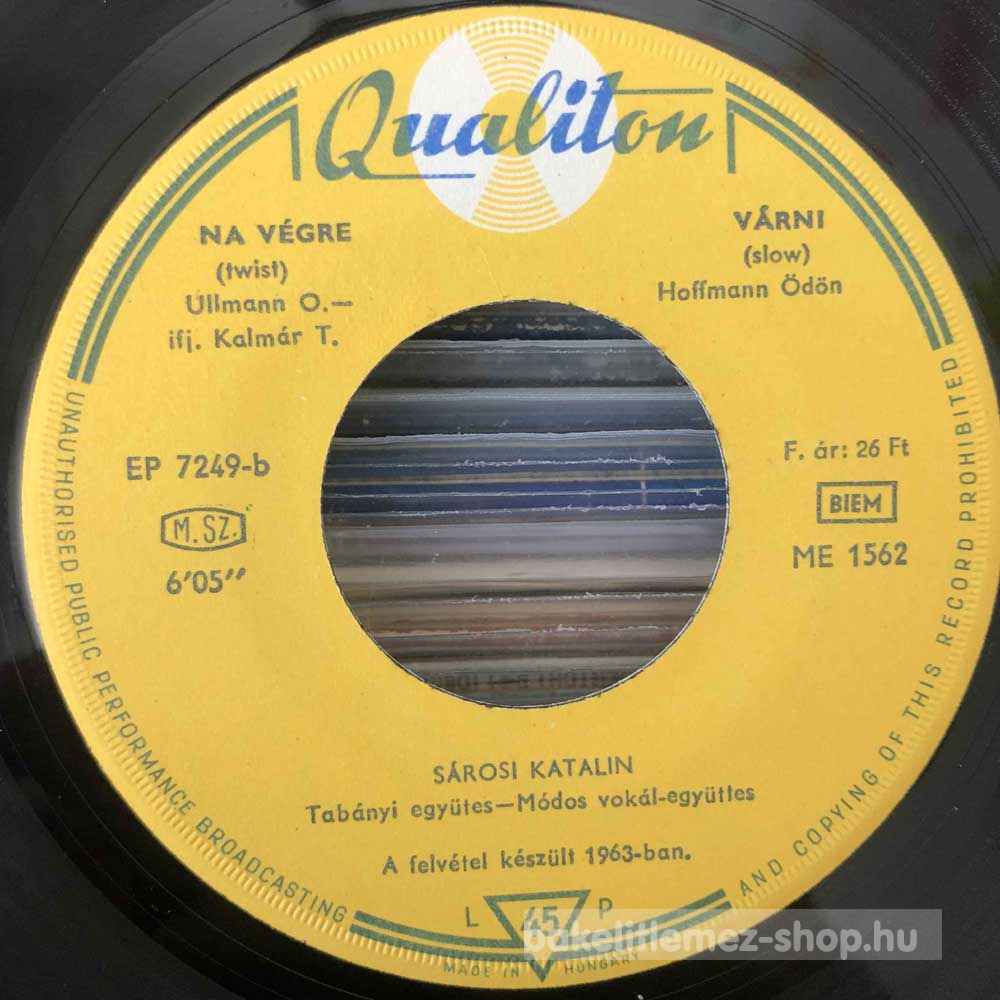 Qualiton
NA VÉGRE
(twist)
Ullmann O.—
ifj. Kalmár T.
VÁRNI
(slow)
Hoffmann Ödön
EP 7249-b
M. SZ.
6′05″
F. ár: 26 Ft
BIEM
ME 1562
SÁROSI KATALIN
Tabányi együtes—Módos vokál-együttes
A felvétel készült 1963-ban.
L 45 P
MADE IN HUNGARY
UNAUTHORISED PUBLIC PERFORMANCE BROADCASTING AND COPYING OF THIS RECORD PROHIBITED
bakelitlemez-shop.hu